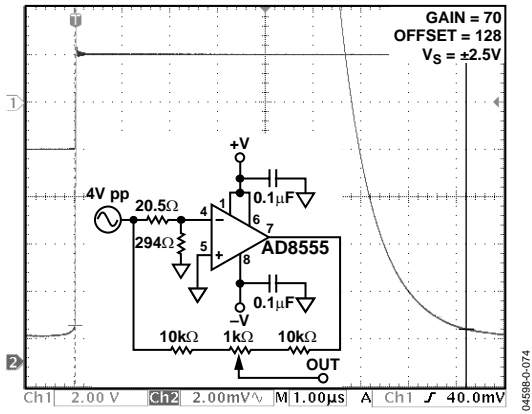 T
GAIN = 70
OFFSET = 128
VS = ±2.5V
1
+V
4V pp
20.5Ω
294Ω
0.1µF
1
4
6
7
5
8
–
+
AD8555
0.1µF
–V
10kΩ
1kΩ
10kΩ
OUT
2
Ch1 2.00 V Ch2 2.00mV∿ M 1.00µs A Ch1 ƒ 40.0mV
04598-0-074